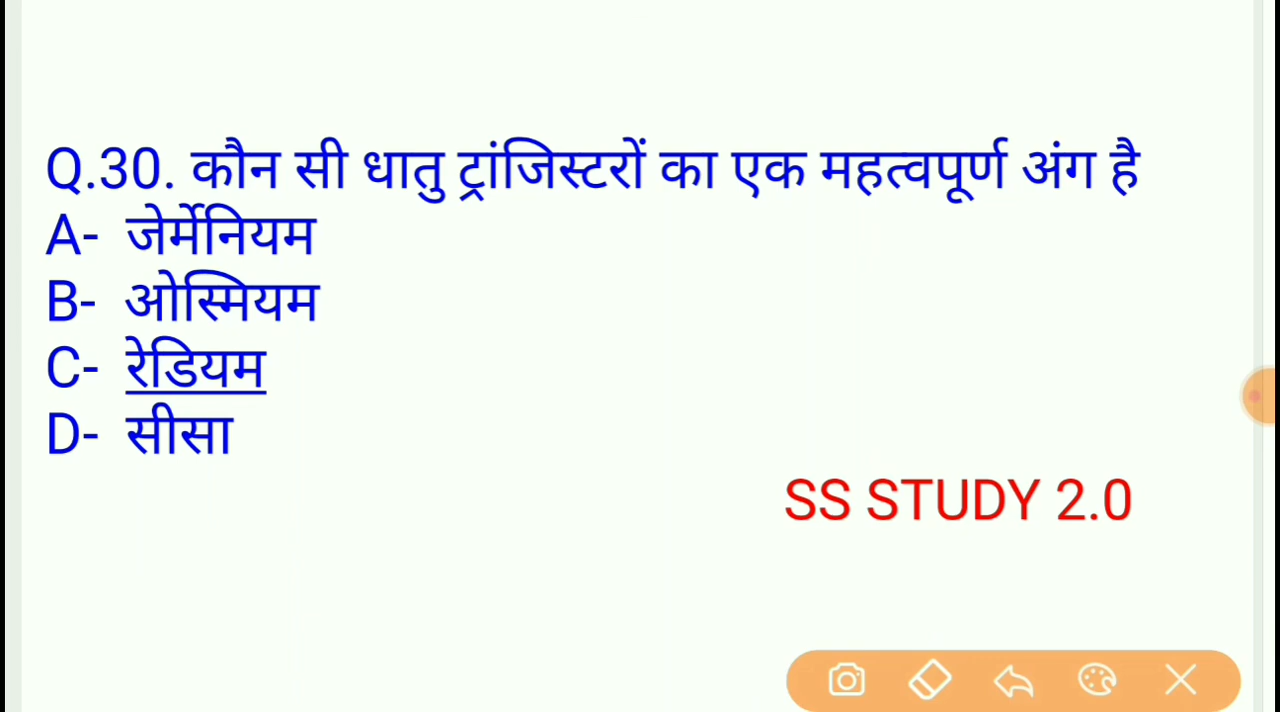 Q.30. कौन सी धातु ट्रांजिस्टरों का एक महत्वपूर्ण अंग है
A- जेर्मेनियम
B- ओस्मियम
C- रेडियम
D- सीसा
SS STUDY 2.0